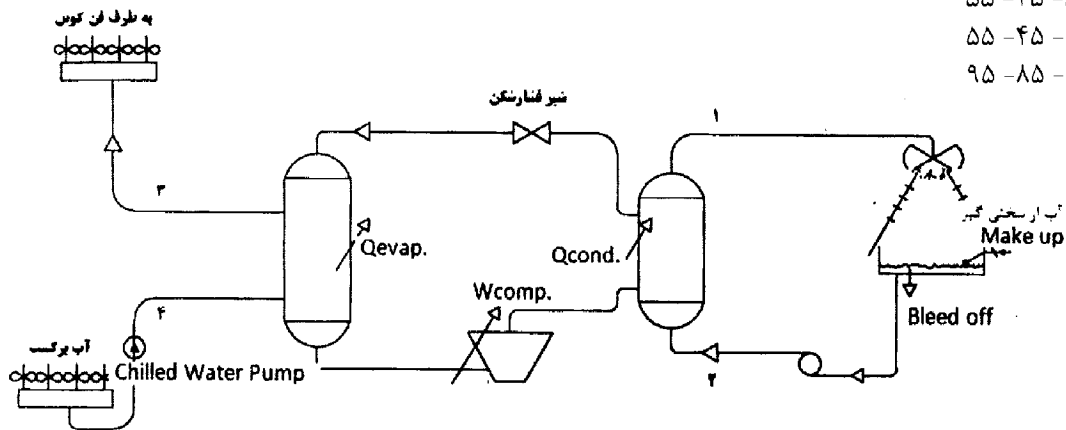 ۵۵ -۴۵ -
۹۵ -۸۵ -
به طرف فن کویل
شیر فشارشکن
۱
۳
Qevap.
Qcond.
آب از سختی گیر
Make up
Wcomp.
Bleed off
۴
آب برگشت
Chilled Water Pump
۲